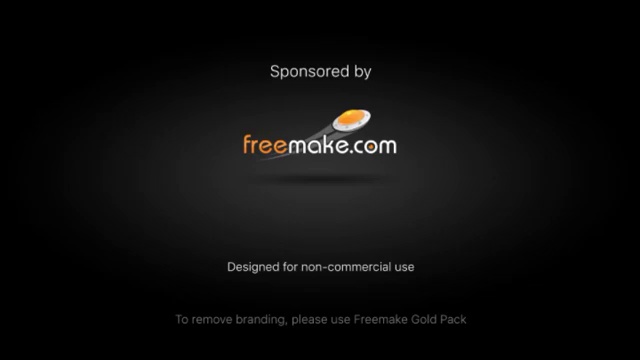 Sponsored by
freemake.com
Designed for non-commercial use
To remove branding, please use Freemake Gold Pack